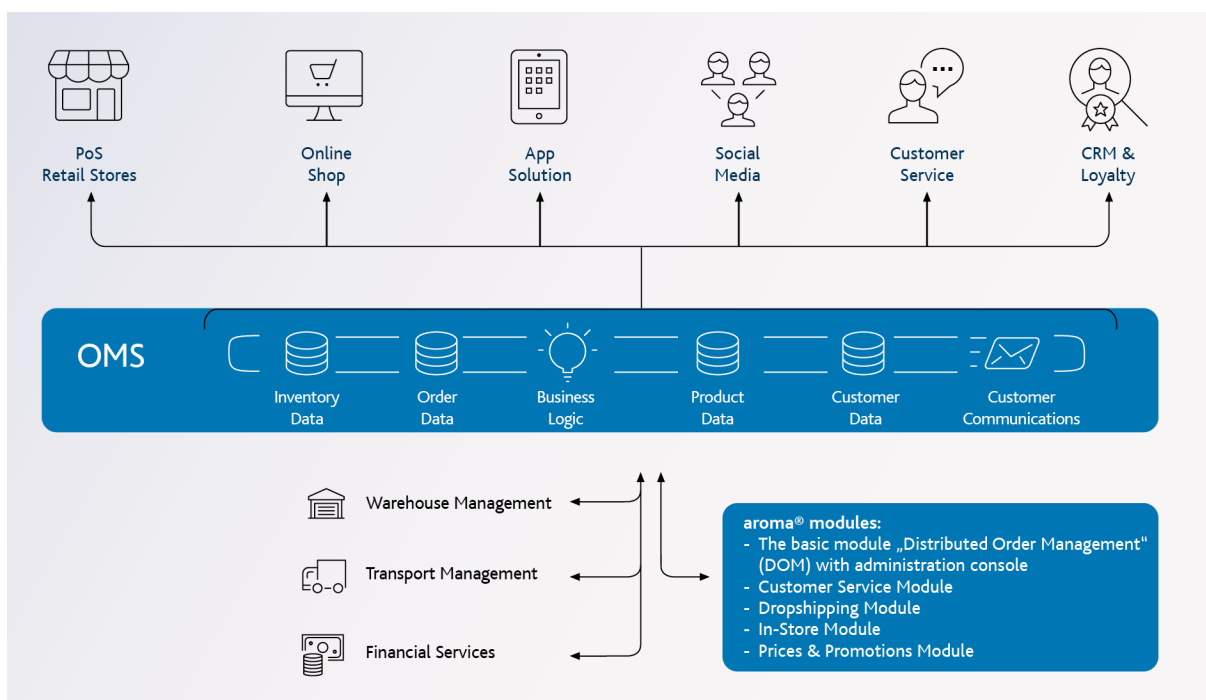 PoS
Retail Stores
Online
Shop
App
Solution
Social
Media
Customer
Service
CRM &
Loyalty
OMS
Inventory
Data
Order
Data
Business
Logic
Product
Data
Customer
Data
Customer
Communications
Warehouse Management
Transport Management
Financial Services
aroma® modules:
- The basic module „Distributed Order Management“
(DOM) with administration console
- Customer Service Module
- Dropshipping Module
- In-Store Module
- Prices & Promotions Module